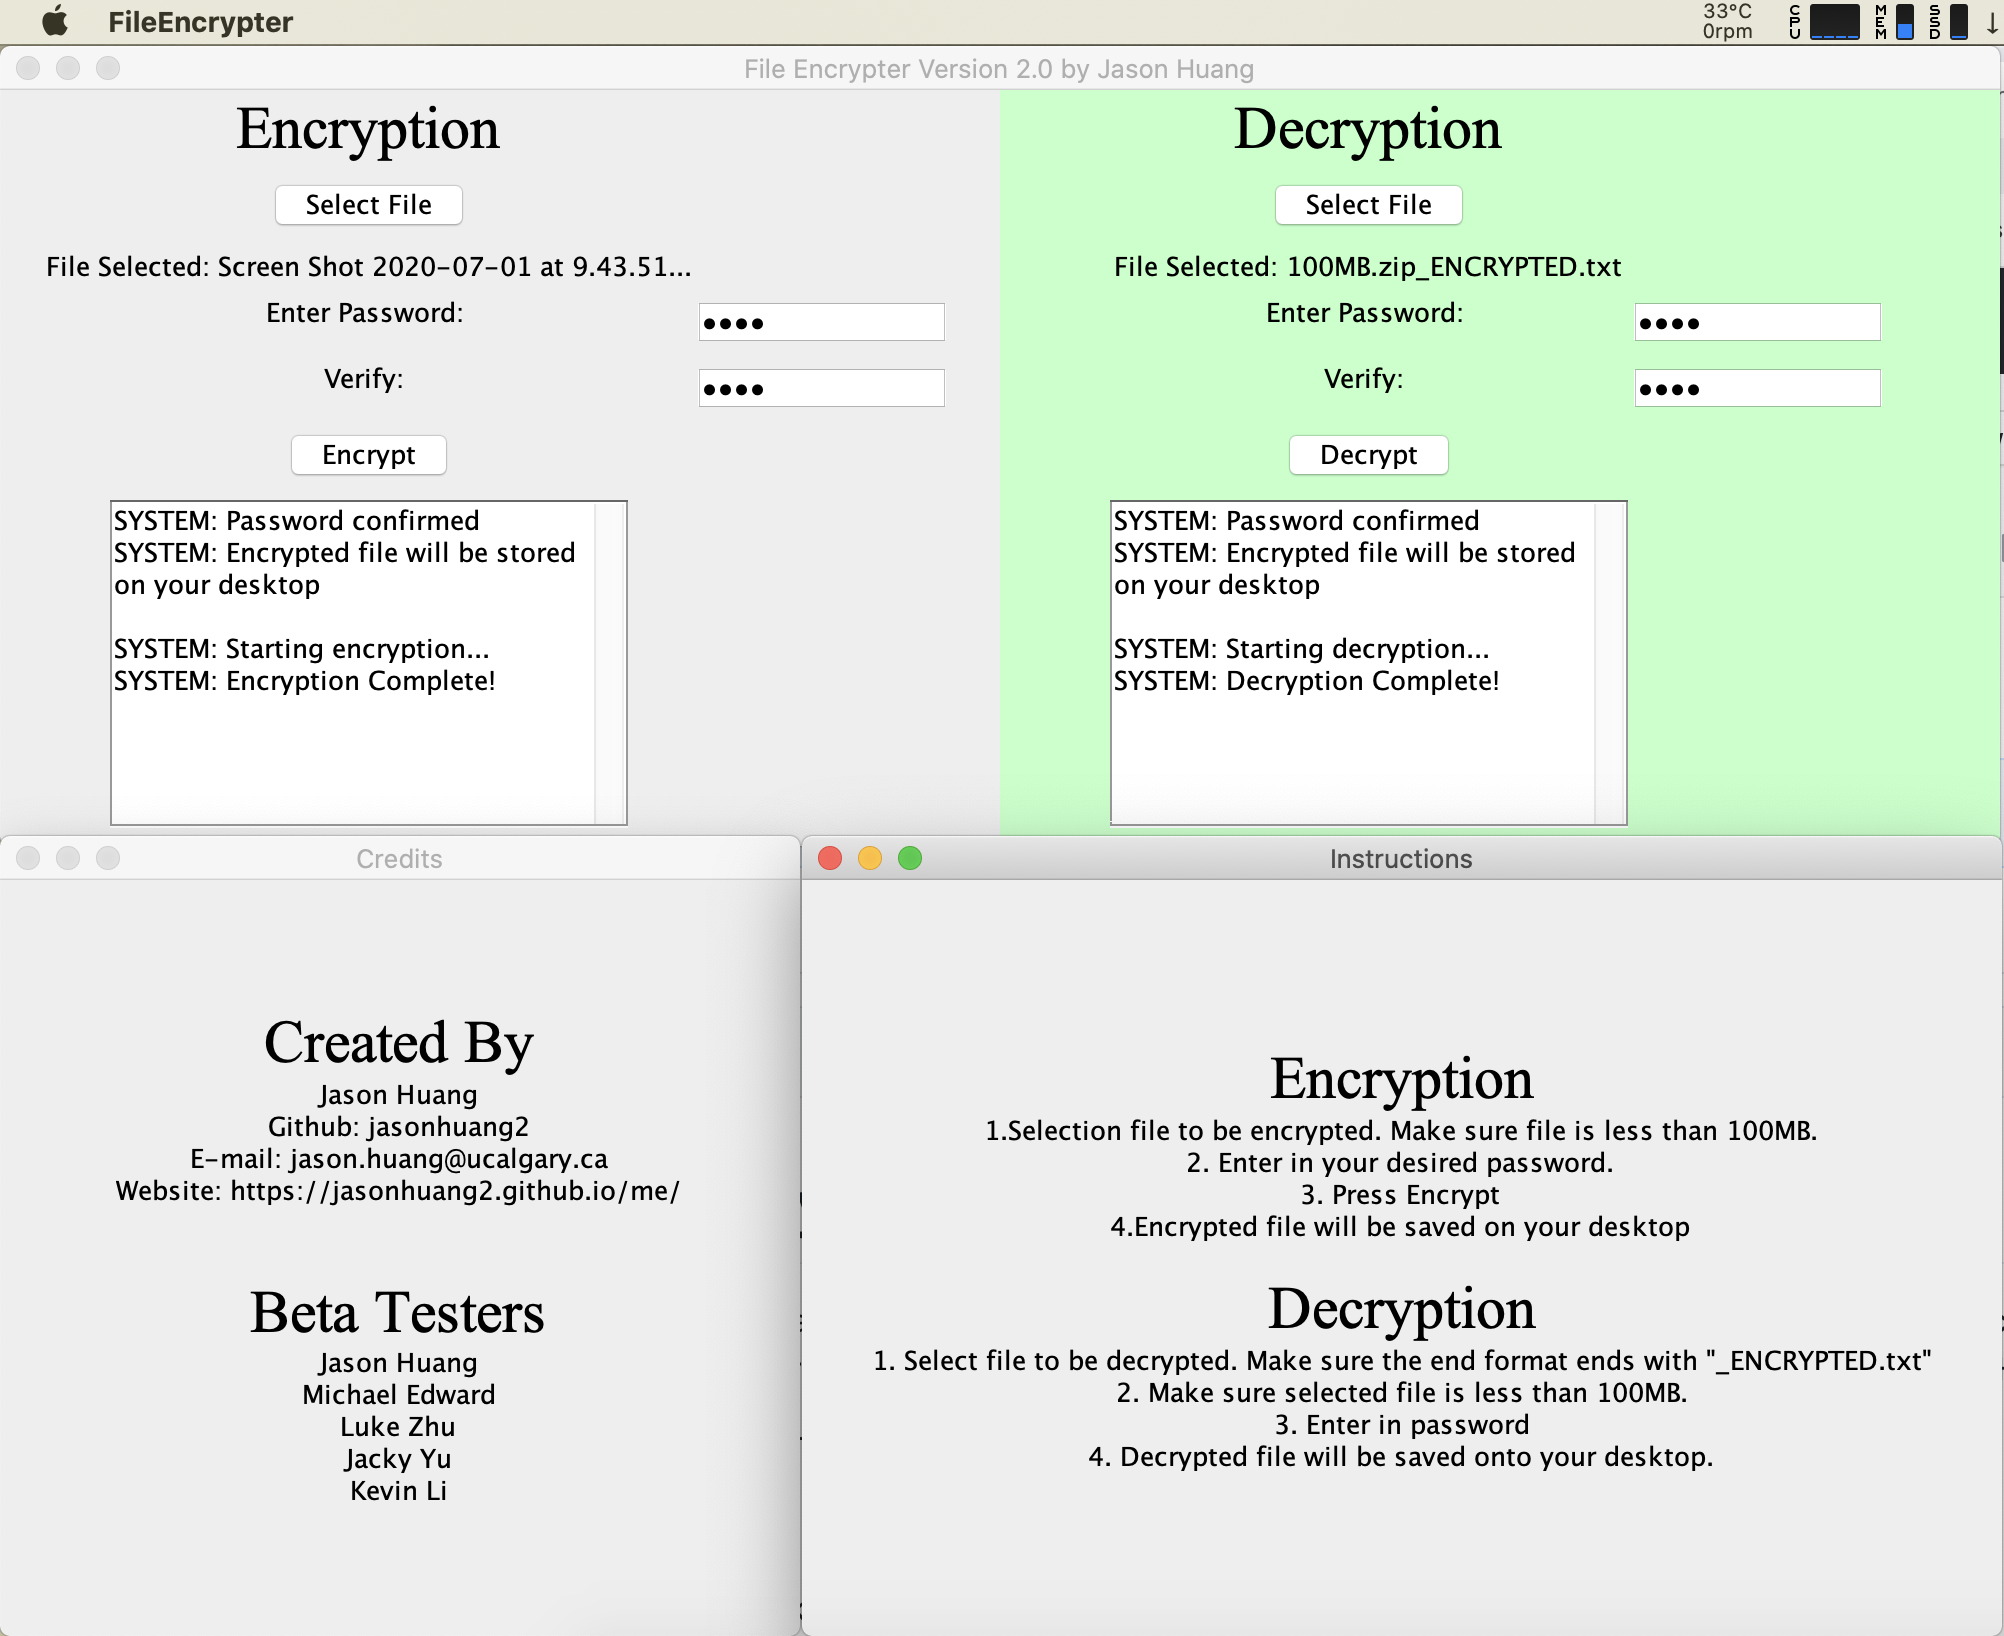 FileEncrypter
33°C
0rpm
CPU
MEM
SSD
File Encrypter Version 2.0 by Jason Huang
Encryption
Select File
File Selected: Screen Shot 2020-07-01 at 9.43.51...
Enter Password:
Verify:
Encrypt
SYSTEM: Password confirmed
SYSTEM: Encrypted file will be stored
on your desktop
SYSTEM: Starting encryption...
SYSTEM: Encryption Complete!
Decryption
Select File
File Selected: 100MB.zip_ENCRYPTED.txt
Enter Password:
Verify:
Decrypt
SYSTEM: Password confirmed
SYSTEM: Encrypted file will be stored
on your desktop
SYSTEM: Starting decryption...
SYSTEM: Decryption Complete!
Credits
Created By
Jason Huang
Github: jasonhuang2
E-mail: jason.huang@ucalgary.ca
Website: https://jasonhuang2.github.io/me/
Beta Testers
Jason Huang
Michael Edward
Luke Zhu
Jacky Yu
Kevin Li
Instructions
Encryption
1.Selection file to be encrypted. Make sure file is less than 100MB.
2. Enter in your desired password.
3. Press Encrypt
4.Encrypted file will be saved on your desktop
Decryption
1. Select file to be decrypted. Make sure the end format ends with "_ENCRYPTED.txt"
2. Make sure selected file is less than 100MB.
3. Enter in password
4. Decrypted file will be saved onto your desktop.